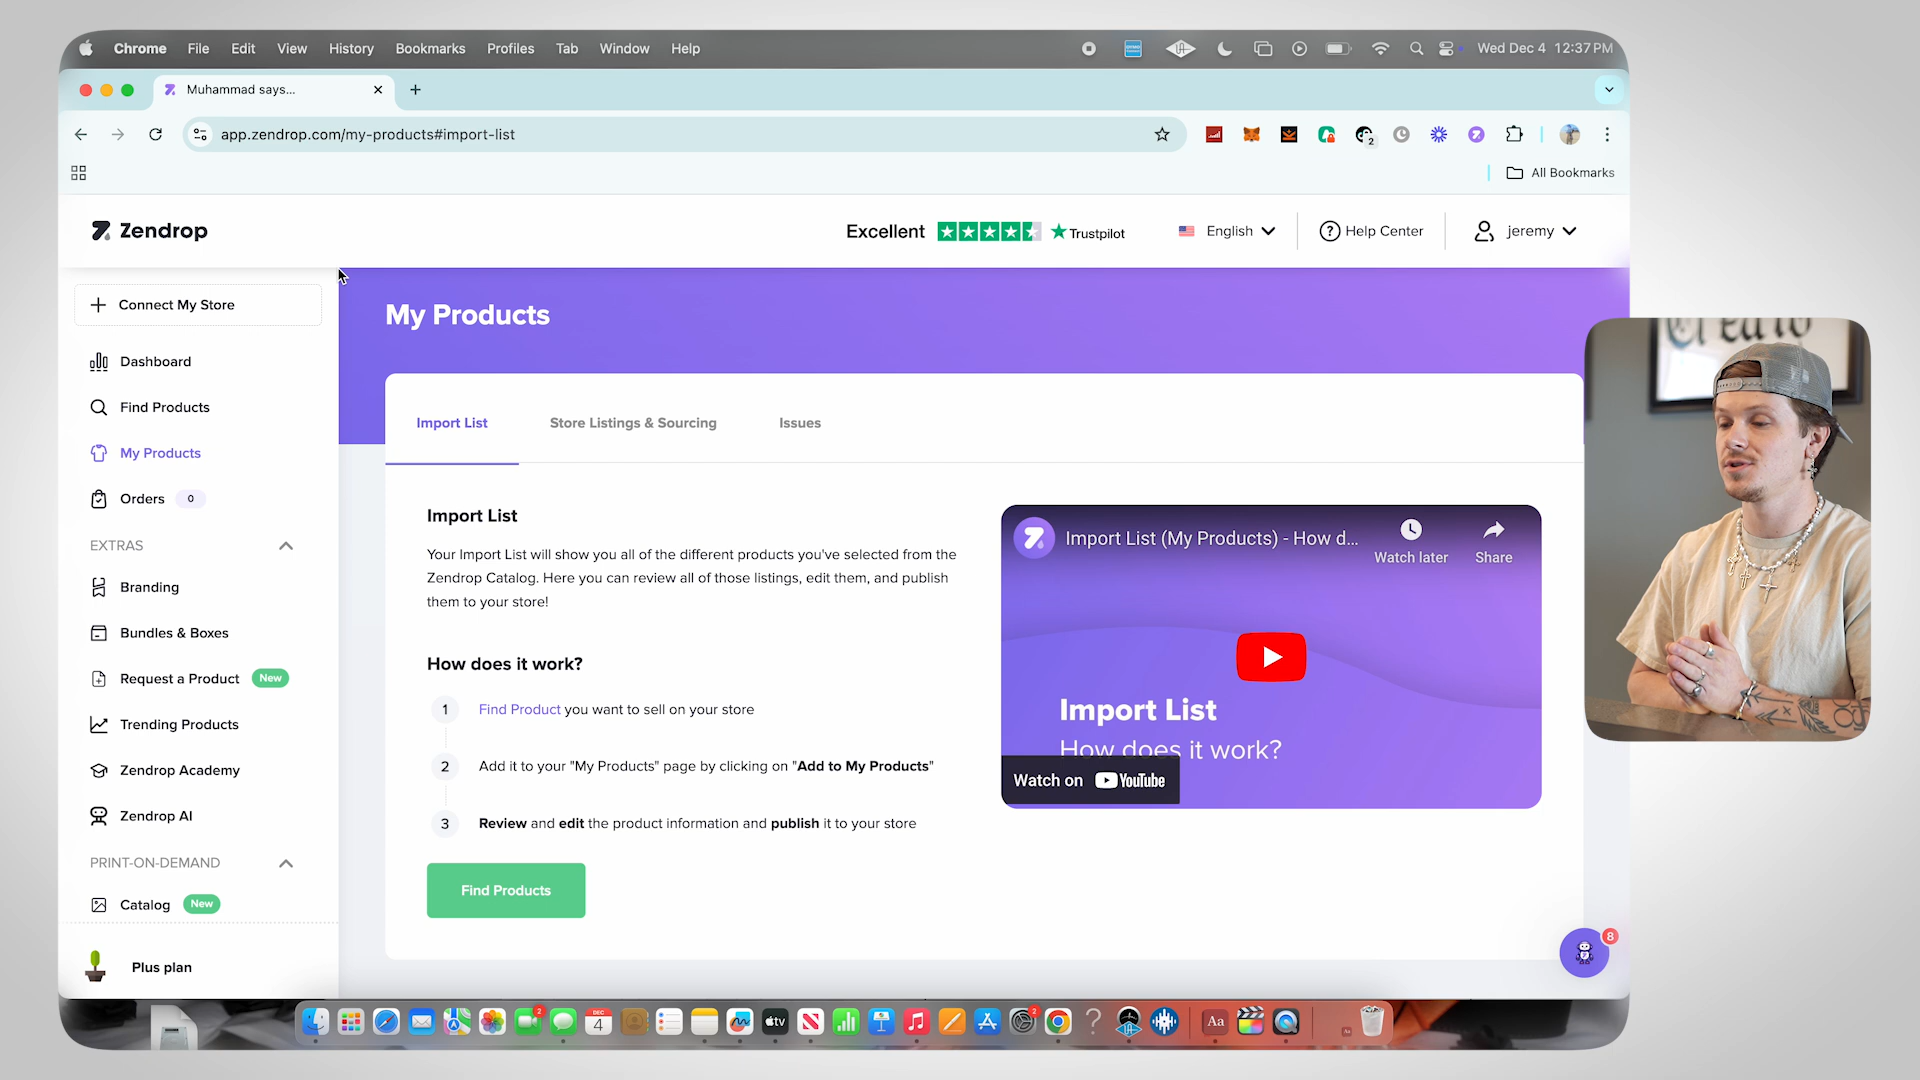 Chrome File Edit View History Bookmarks Profiles Tab Window Help Wed Dec 4 12:37 PM
Muhammad says...
app.zendrop.com/my-products#import-list
2
All Bookmarks
Zendrop
Excellent Trustpilot English Help Center jeremy
Connect My Store
Dashboard
Find Products
My Products
Orders 0
EXTRAS
Branding
Bundles & Boxes
Request a Product New
Trending Products
Zendrop Academy
Zendrop AI
PRINT-ON-DEMAND
Catalog New
Plus plan
My Products
Import List Store Listings & Sourcing Issues
Import List
Your Import List will show you all of the different products you've selected from the
Zendrop Catalog. Here you can review all of those listings, edit them, and publish
them to your store!
How does it work?
1 Find Product you want to sell on your store
2 Add it to your "My Products" page by clicking on "Add to My Products"
3 Review and edit the product information and publish it to your store
Find Products
Import List (My Products) - How d...
Watch later
Share
Import List
How does it work?
Watch on YouTube
8
2
DEC
4
tv
2
Aa